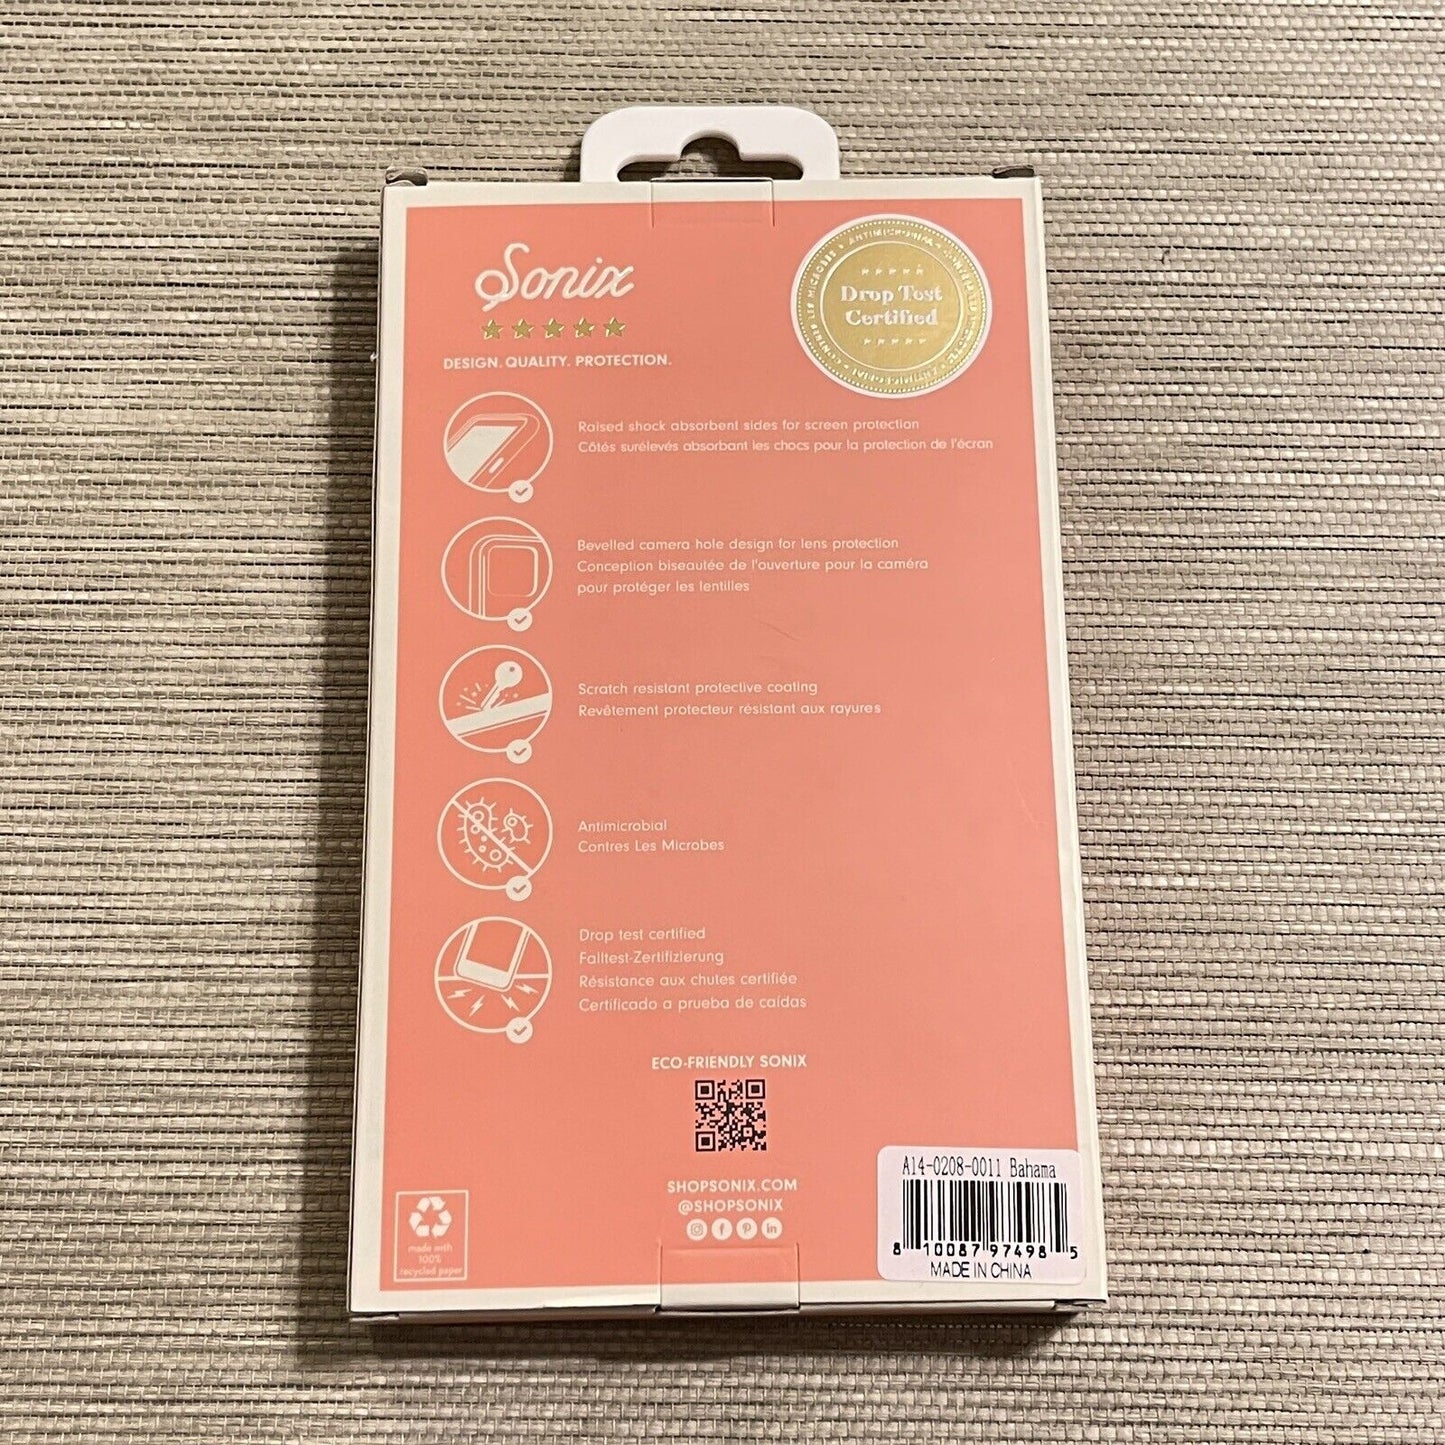 Sonix
DESIGN. QUALITY. PROTECTION.
Drop Test
Certified
Raised shock absorbent sides for screen protection
Côtés surélevés absorbant les chocs pour la protection de l'écran
Bevelled camera hole design for lens protection
Conception biseautée de l'ouverture pour la caméra
pour protéger les lentilles
Scratch resistant protective coating
Revêtement protecteur résistant aux rayures
Antimicrobial
Contres Les Microbes
Drop test certified
Falltest-Zertifizierung
Résistance aux chutes certifiée
Certificado a prueba de caídas
ECO-FRIENDLY SONIX
SHOPSONIX.COM
@SHOPSONIX
made with
100%
recycled paper
A14-0208-0011 Bahama
8 10087 97498 5
MADE IN CHINA